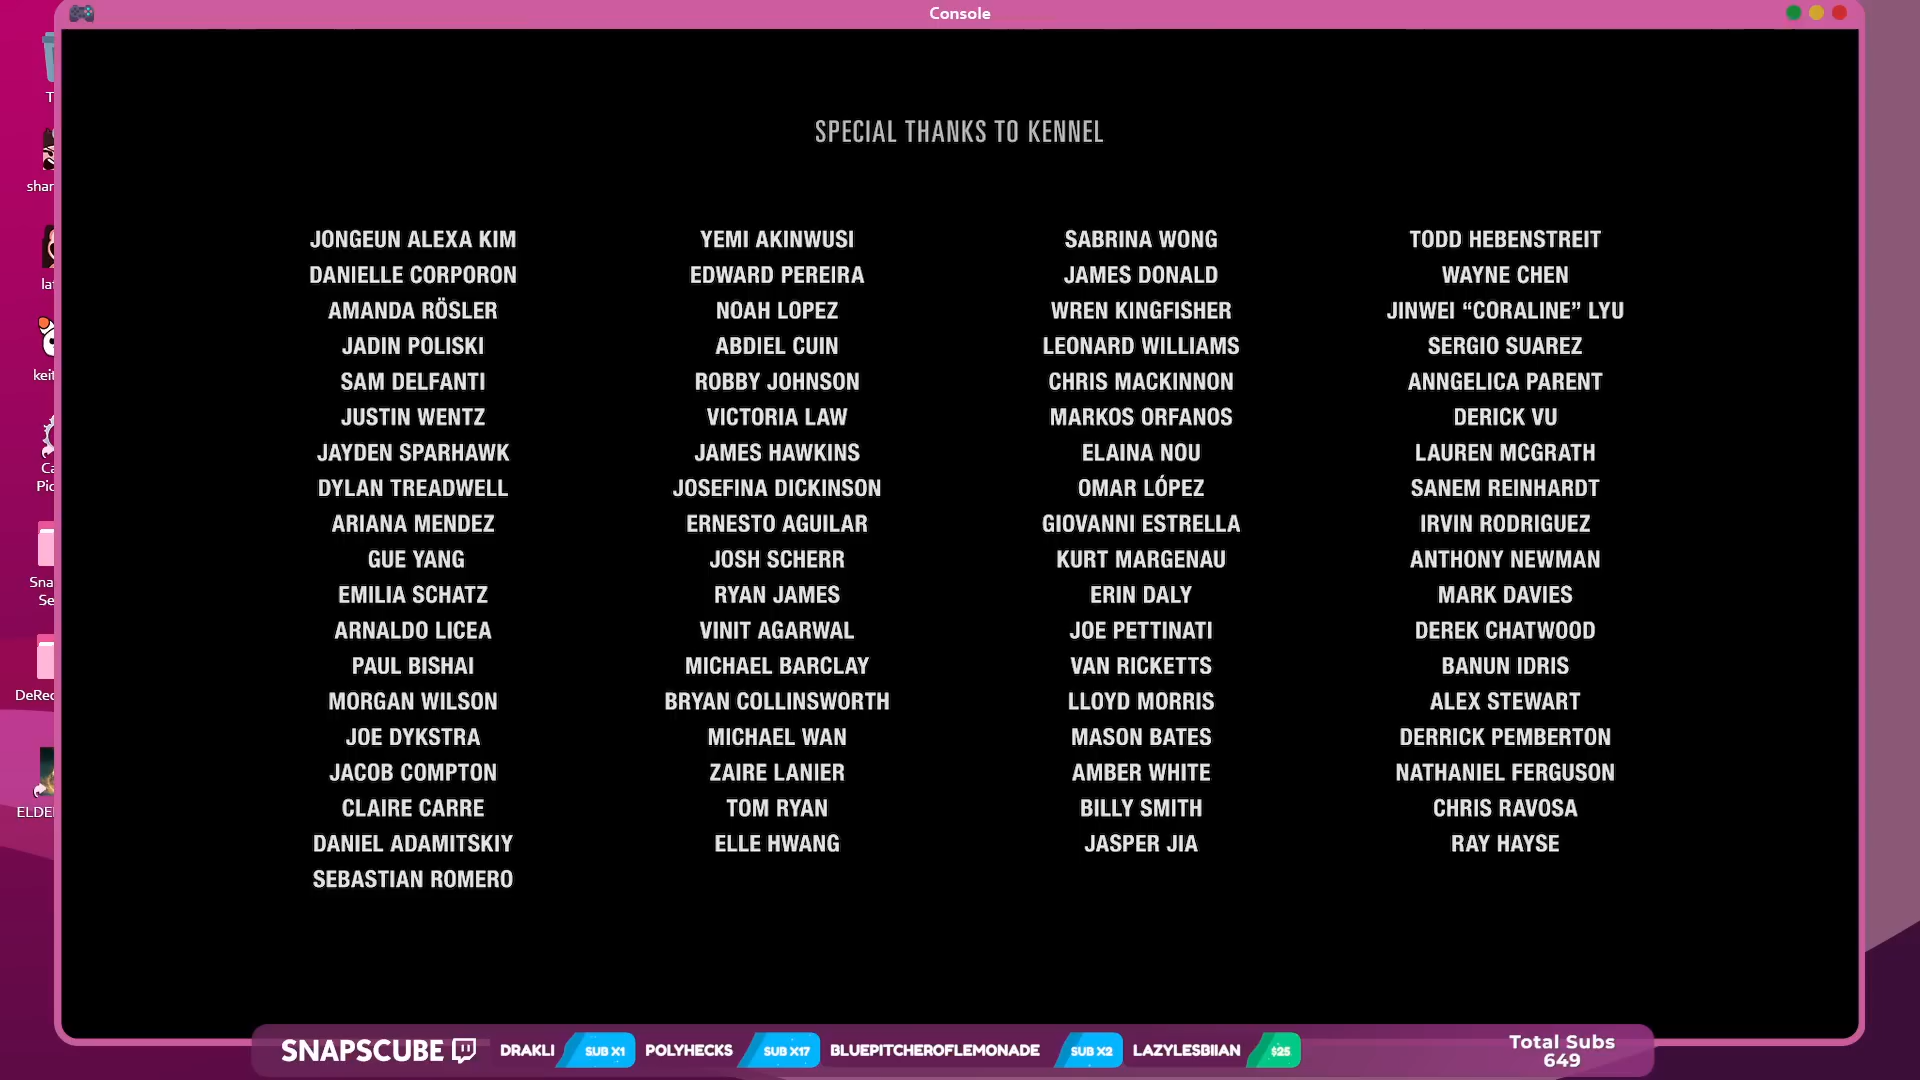 Console
SPECIAL THANKS TO KENNEL
JONGEUN ALEXA KIM
DANIELLE CORPORON
AMANDA RÖSLER
JADIN POLISKI
SAM DELFANTI
JUSTIN WENTZ
JAYDEN SPARHAWK
DYLAN TREADWELL
ARIANA MENDEZ
GUE YANG
EMILIA SCHATZ
ARNALDO LICEA
PAUL BISHAI
MORGAN WILSON
JOE DYKSTRA
JACOB COMPTON
CLAIRE CARRE
DANIEL ADAMITSKIY
SEBASTIAN ROMERO
YEMI AKINWUSI
EDWARD PEREIRA
NOAH LOPEZ
ABDIEL CUIN
ROBBY JOHNSON
VICTORIA LAW
JAMES HAWKINS
JOSEFINA DICKINSON
ERNESTO AGUILAR
JOSH SCHERR
RYAN JAMES
VINIT AGARWAL
MICHAEL BARCLAY
BRYAN COLLINSWORTH
MICHAEL WAN
ZAIRE LANIER
TOM RYAN
ELLE HWANG
SABRINA WONG
JAMES DONALD
WREN KINGFISHER
LEONARD WILLIAMS
CHRIS MACKINNON
MARKOS ORFANOS
ELAINA NOU
OMAR LÓPEZ
GIOVANNI ESTRELLA
KURT MARGENAU
ERIN DALY
JOE PETTINATI
VAN RICKETTS
LLOYD MORRIS
MASON BATES
AMBER WHITE
BILLY SMITH
JASPER JIA
TODD HEBENSTREIT
WAYNE CHEN
JINWEI “CORALINE” LYU
SERGIO SUAREZ
ANNGELICA PARENT
DERICK VU
LAUREN MCGRATH
SANEM REINHARDT
IRVIN RODRIGUEZ
ANTHONY NEWMAN
MARK DAVIES
DEREK CHATWOOD
BANUN IDRIS
ALEX STEWART
DERRICK PEMBERTON
NATHANIEL FERGUSON
CHRIS RAVOSA
RAY HAYSE
SNAPSCUBE DRAKLI SUB X1 POLYHECKS SUB X17 BLUEPITCHEROFLEMONADE SUB X2 LAZYLESBIIAN $25
Total Subs
649